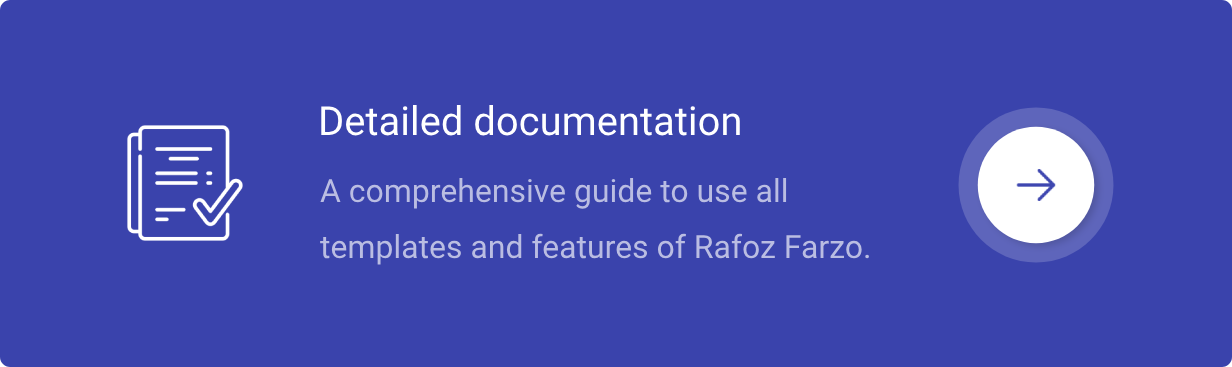 Detailed documentation
A comprehensive guide to use all
templates and features of Rafoz Farzo.